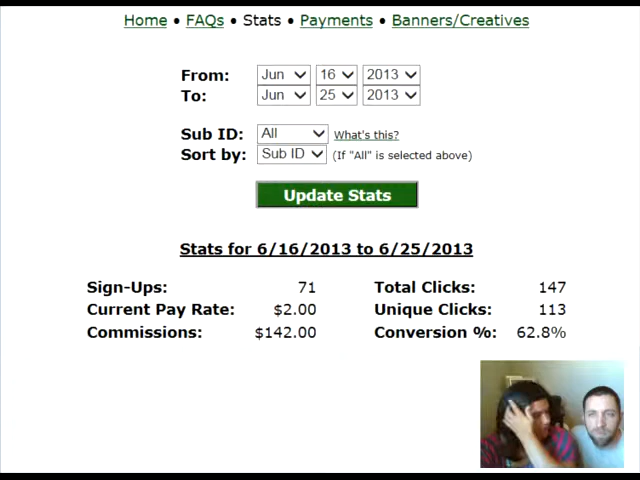 Home • FAQs • Stats • Payments • Banners/Creatives
From: Jun 16 2013
To: Jun 25 2013
Sub ID: All What's this?
Sort by: Sub ID (If "All" is selected above)
Update Stats
Stats for 6/16/2013 to 6/25/2013
Sign-Ups: 71 Total Clicks: 147
Current Pay Rate: $2.00 Unique Clicks: 113
Commissions: $142.00 Conversion %: 62.8%